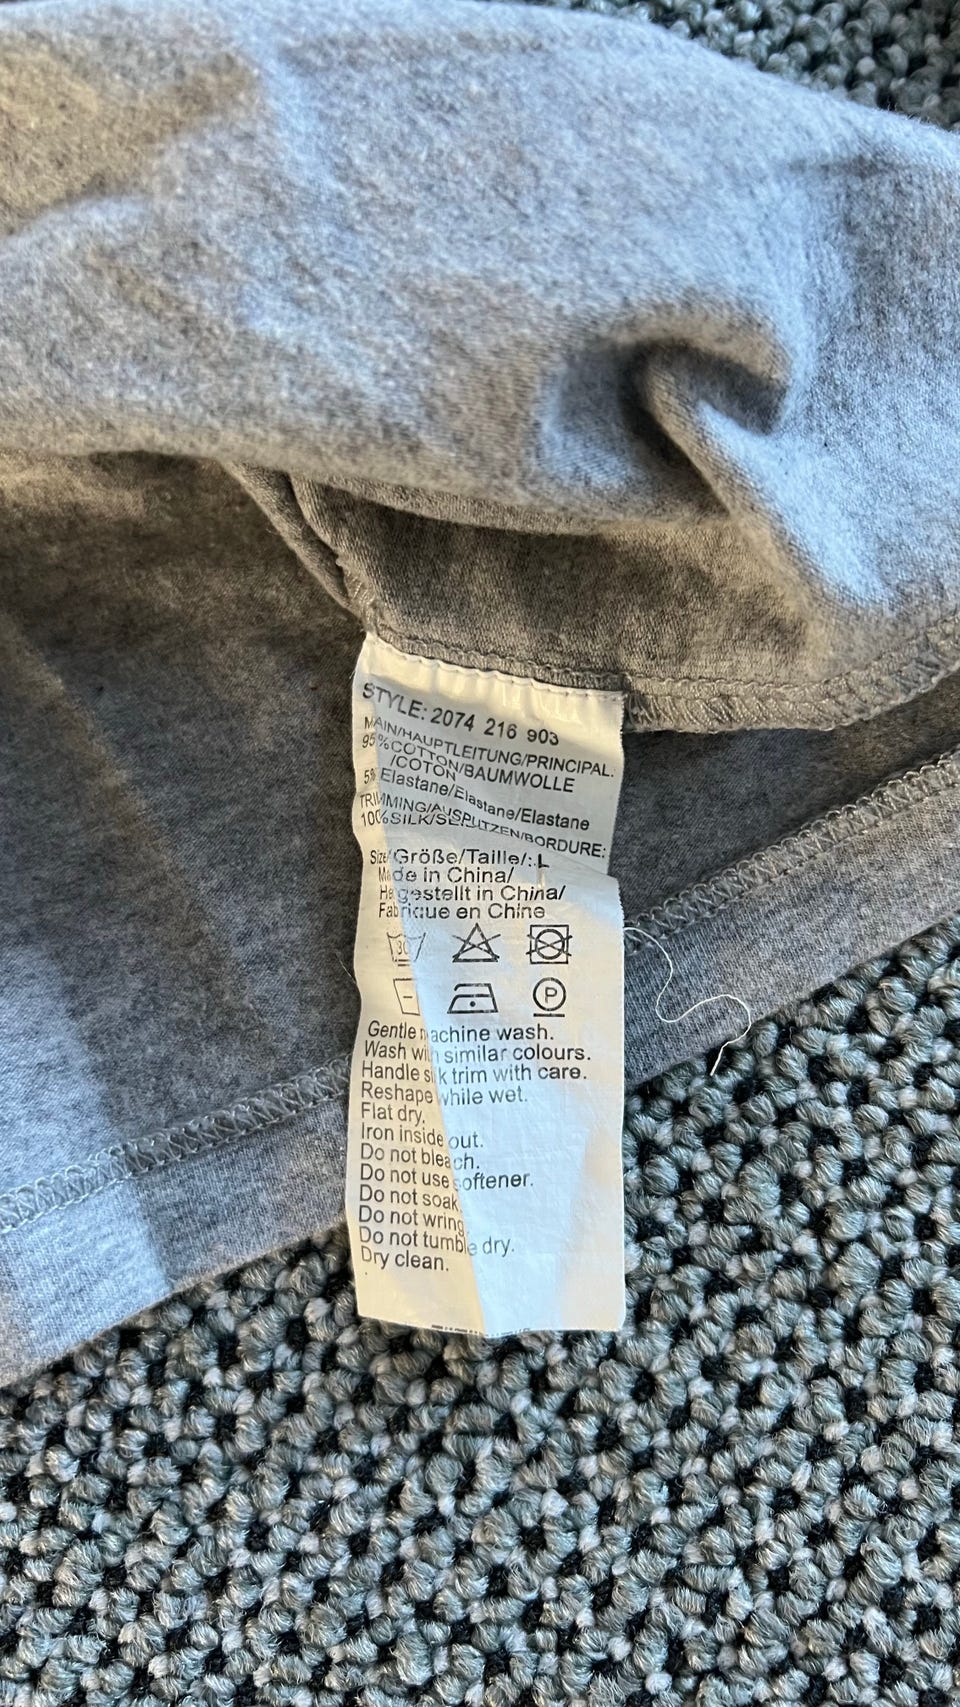 STYLE: 2074 216 903
MAIN/HAUPTLEITUNG/PRINCIPAL:
95%COTTON/BAUMWOLLE
/COTON
5% Elastane/Elastane/Elastane
TRIMMING/AUSPUTZEN/BORDURE:
100%SILK/
Size/Größe/Taille/: L
Made in China/
Hergestellt in China/
Fabrique en Chine
30
P
Gentle machine wash.
Wash with similar colours.
Handle silk trim with care.
Reshape while wet.
Flat dry.
Iron inside out.
Do not bleach.
Do not use softener.
Do not soak.
Do not wring.
Do not tumble dry.
Dry clean.